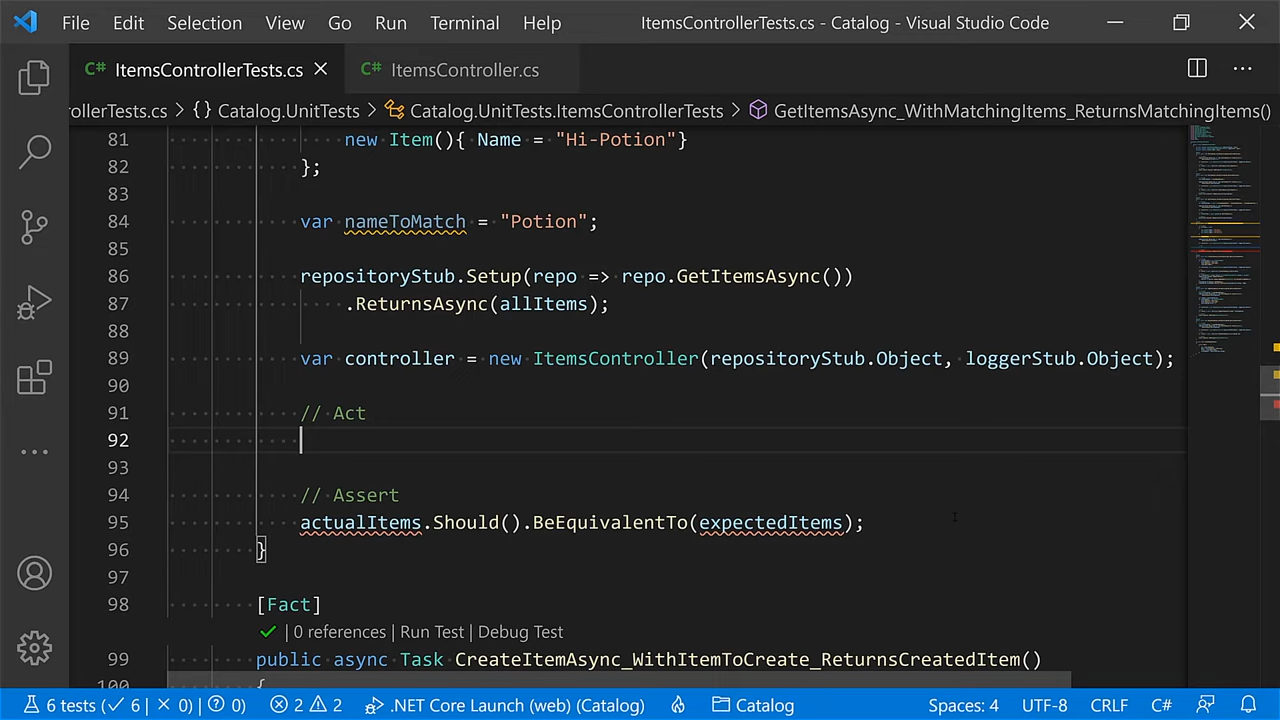 File Edit Selection View Go Run Terminal Help ItemsControllerTests.cs - Catalog - Visual Studio Code
C# ItemsControllerTests.cs C# ItemsController.cs
rollerTests.cs > {} Catalog.UnitTests > Catalog.UnitTests.ItemsControllerTests > GetItemsAsync_WithMatchingItems_ReturnsMatchingItems()
81 new Item(){ Name = "Hi-Potion"}
82 };
83
84 var nameToMatch = "Potion";
85
86 repositoryStub.Setup(repo => repo.GetItemsAsync())
87 .ReturnsAsync(allItems);
88
89 var controller = new ItemsController(repositoryStub.Object, loggerStub.Object);
90
91 // Act
92
93
94 // Assert
95 actualItems.Should().BeEquivalentTo(expectedItems);
96 }
97
98 [Fact]
| 0 references | Run Test | Debug Test
99 public async Task CreateItemAsync_WithItemToCreate_ReturnsCreatedItem()
100 {
6 tests (✓ 6 | ✕ 0) | ? 0) 2 2 .NET Core Launch (web) (Catalog) Catalog Spaces: 4 UTF-8 CRLF C#